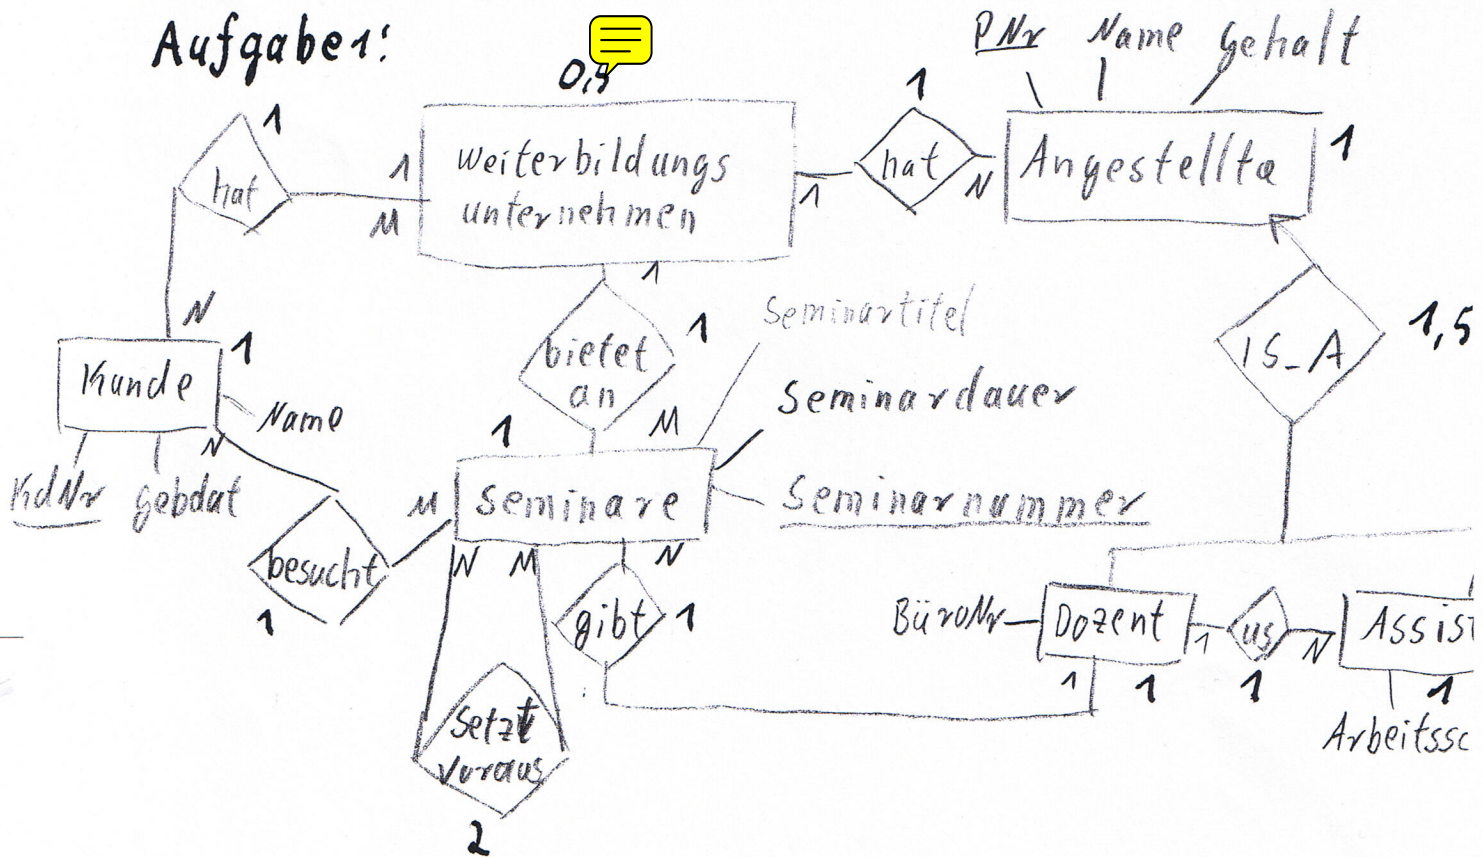 Aufgabe 1:
0,5
PNr Name Gehalt
1
hat
1
M
Weiterbildungs
unternehmen
1
1
hat
N
Angestellte
1
N
1
bietet
an
1
M
Seminartitel
IS_A
1,5
Kunde
1
Name
KdNr gebdat
N
1
Seminardauer
M
Seminare
Seminarnummer
besucht
1
N M N
gibt
1
BüroNr
Dozent
1
us
N
Assist
1 1 1 1
Arbeitssc
setzt
voraus
2